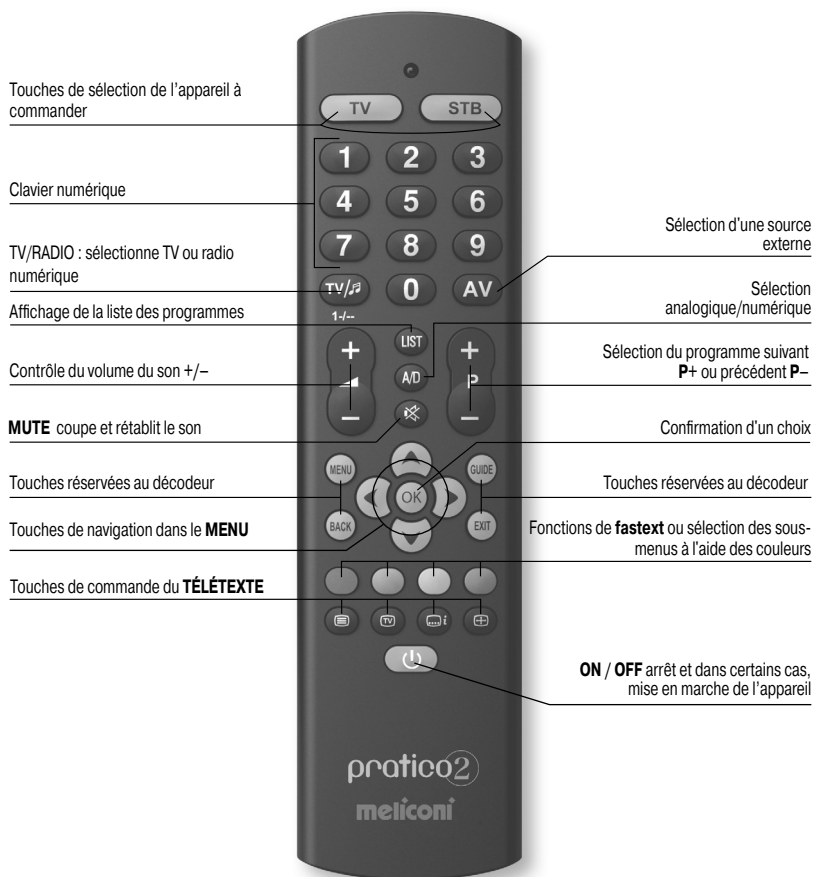 Touches de sélection de l'appareil à
commander
Clavier numérique
TV/RADIO : sélectionne TV ou radio
numérique
Affichage de la liste des programmes
Contrôle du volume du son +/–
MUTE coupe et rétablit le son
Touches réservées au décodeur
Touches de navigation dans le MENU
Touches de commande du TÉLÉTEXTE
TV STB
1 2 3
4 5 6
7 8 9
TV/♬ 0 AV
1-/--
+ LIST +
A/D P
– –
MENU GUIDE
OK
BACK EXIT
TV i
pratico2
meliconi
Sélection d'une source
externe
Sélection
analogique/numérique
Sélection du programme suivant
P+ ou précédent P–
Confirmation d'un choix
Touches réservées au décodeur
Fonctions de fastext ou sélection des sous-
menus à l'aide des couleurs
ON / OFF arrêt et dans certains cas,
mise en marche de l'appareil